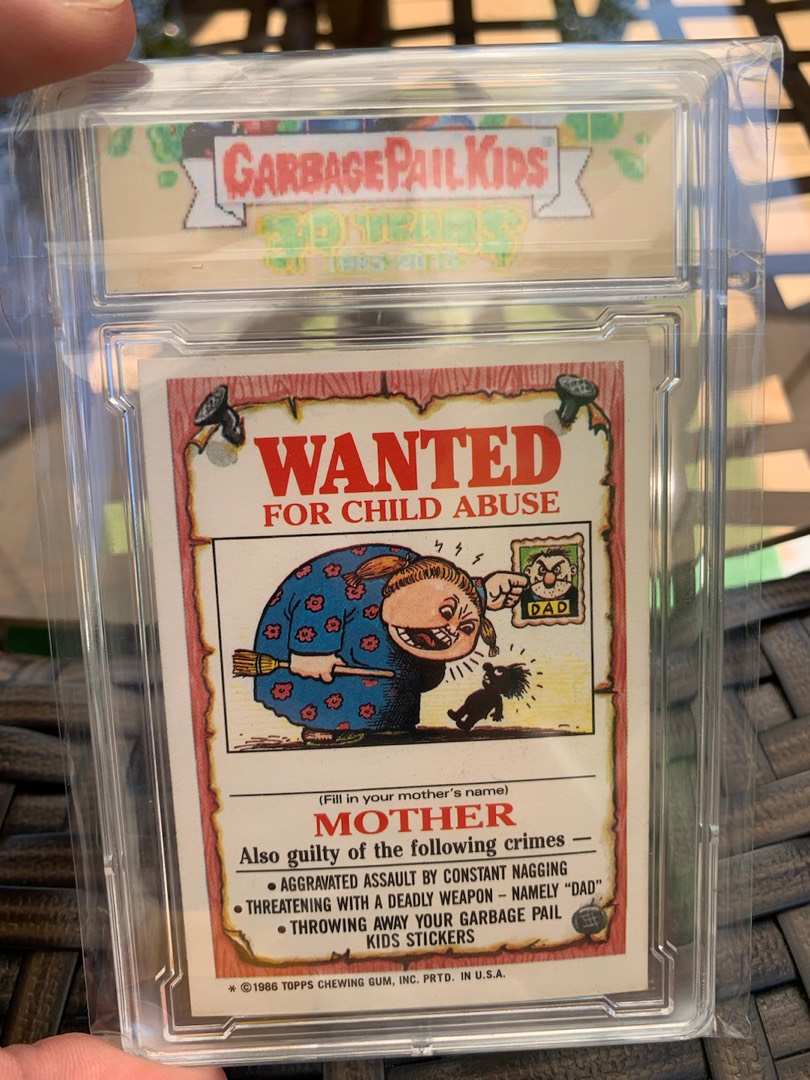 GARBAGE PAIL KIDS
30 YEARS
WANTED
FOR CHILD ABUSE
DAD
(Fill in your mother's name)
MOTHER
Also guilty of the following crimes —
• AGGRAVATED ASSAULT BY CONSTANT NAGGING
• THREATENING WITH A DEADLY WEAPON – NAMELY "DAD"
• THROWING AWAY YOUR GARBAGE PAIL
KIDS STICKERS
* ©1986 TOPPS CHEWING GUM, INC. PRTD. IN U.S.A.